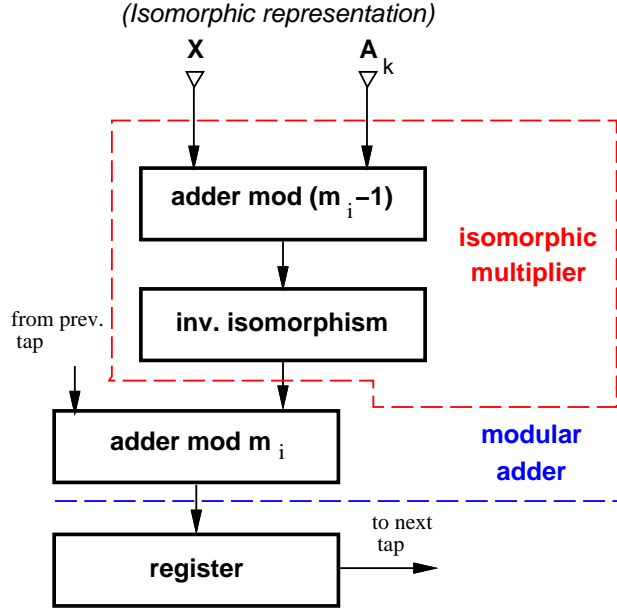 (Isomorphic representation)
X
A k
adder mod (m i −1)
isomorphic
multiplier
inv. isomorphism
from prev.
tap
adder mod m i
modular
adder
to next
tap
register